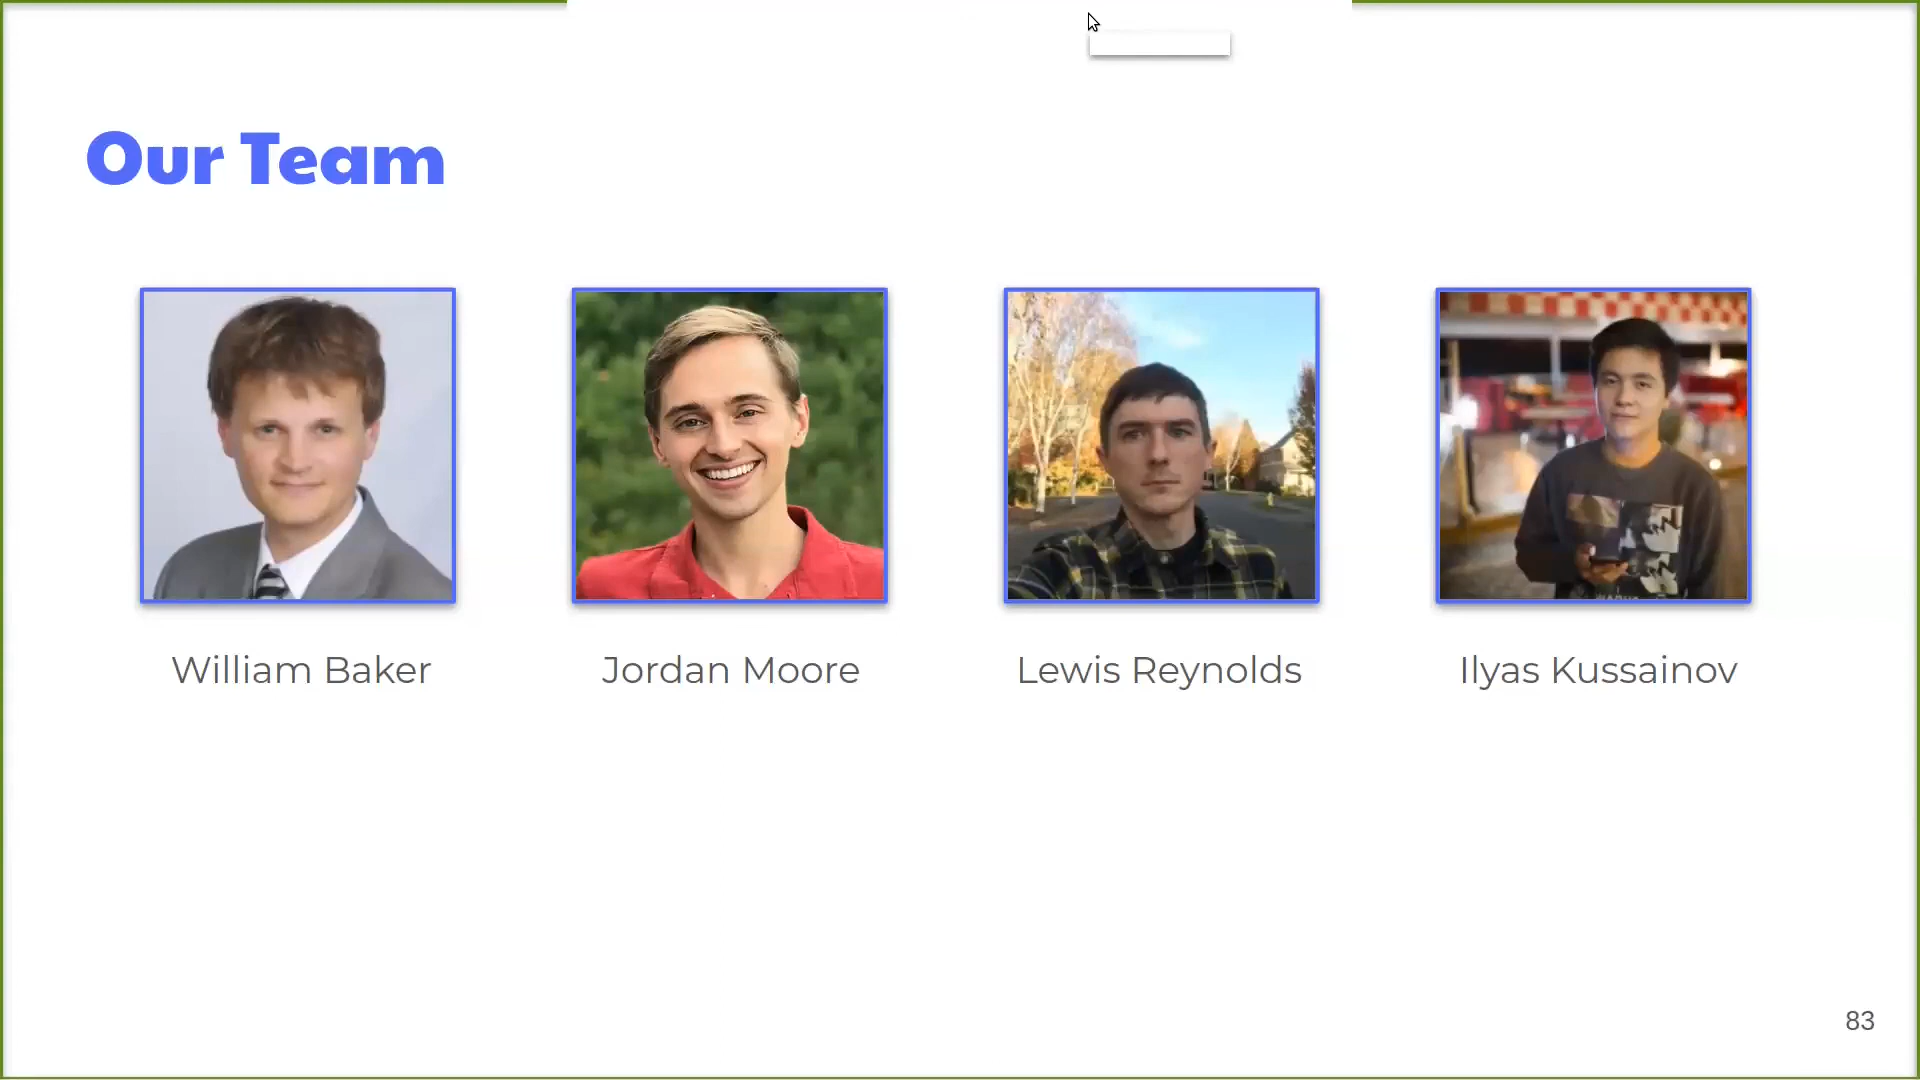 Our Team
William Baker
Jordan Moore
Lewis Reynolds
Ilyas Kussainov
83